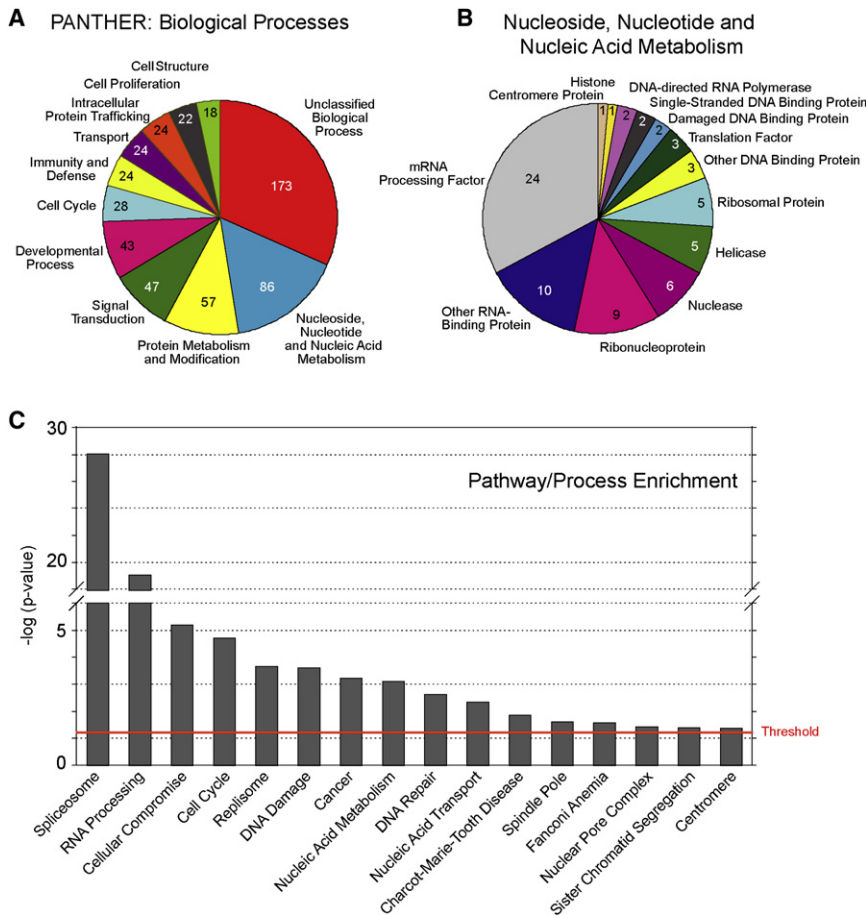 A
PANTHER: Biological Processes
Cell Structure
Cell Proliferation
Intracellular
Protein Trafficking
Transport
Immunity and
Defense
Cell Cycle
Developmental
Process
Signal
Transduction
Protein Metabolism
and Modification
Nucleoside,
Nucleotide
and Nucleic Acid
Metabolism
Unclassified
Biological
Process
18
22
24
24
24
28
43
47
57
86
173
B
Nucleoside, Nucleotide and
Nucleic Acid Metabolism
Histone
Centromere Protein
DNA-directed RNA Polymerase
Single-Stranded DNA Binding Protein
Damaged DNA Binding Protein
Translation Factor
Other DNA Binding Protein
Ribosomal Protein
Helicase
Nuclease
Ribonucleoprotein
Other RNA-
Binding Protein
mRNA
Processing Factor
1
1
2
2
2
3
3
5
5
6
9
10
24
C
Pathway/Process Enrichment
-log (p-value)
30
20
5
0
Threshold
Spliceosome
RNA Processing
Cellular Compromise
Cell Cycle
Replisome
DNA Damage
Cancer
Nucleic Acid Metabolism
DNA Repair
Nucleic Acid Transport
Charcot-Marie-Tooth Disease
Spindle Pole
Fanconi Anemia
Nuclear Pore Complex
Sister Chromatid Segregation
Centromere